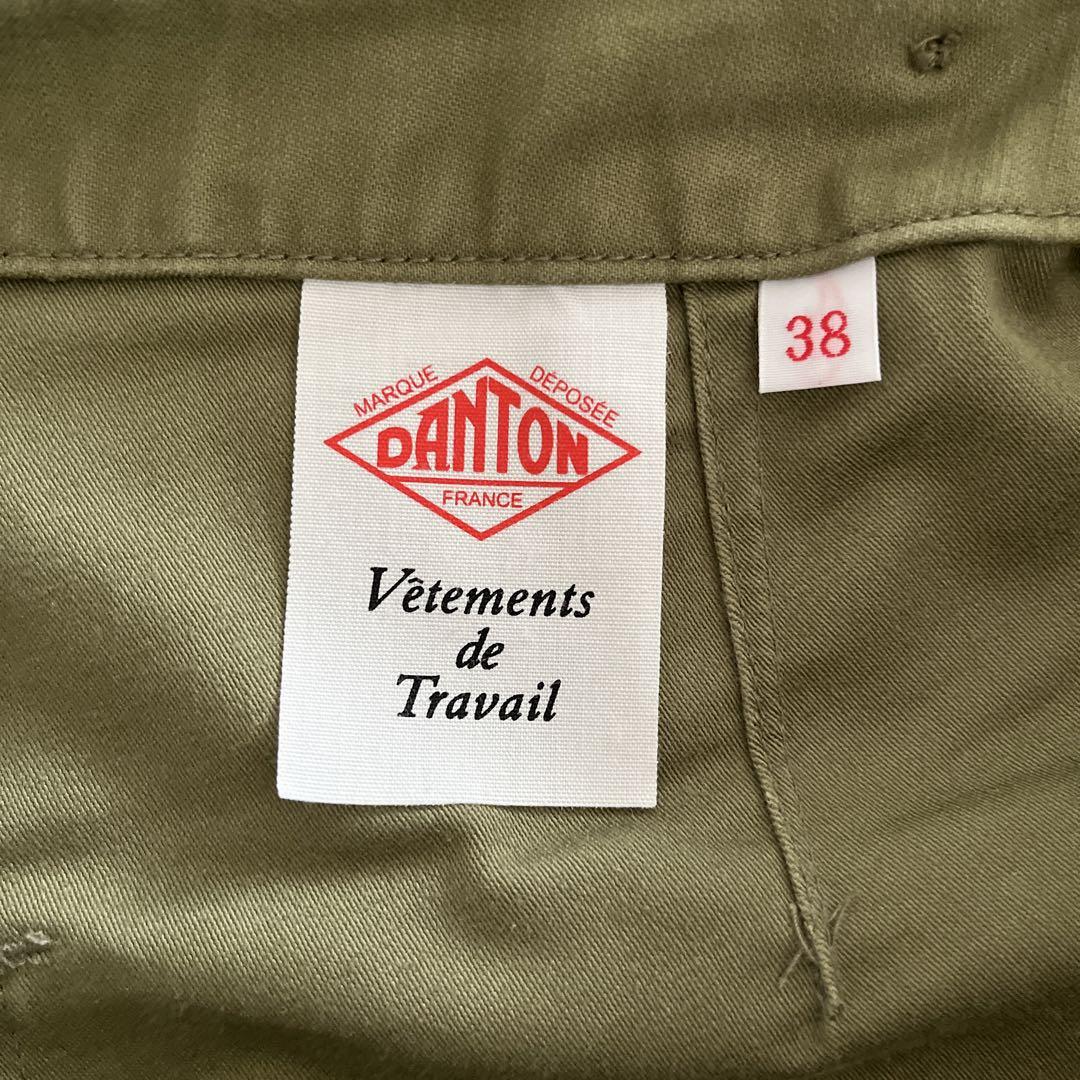 MARQUE DÉPOSÉE
DANTON
FRANCE
Vêtements
de
Travail
38